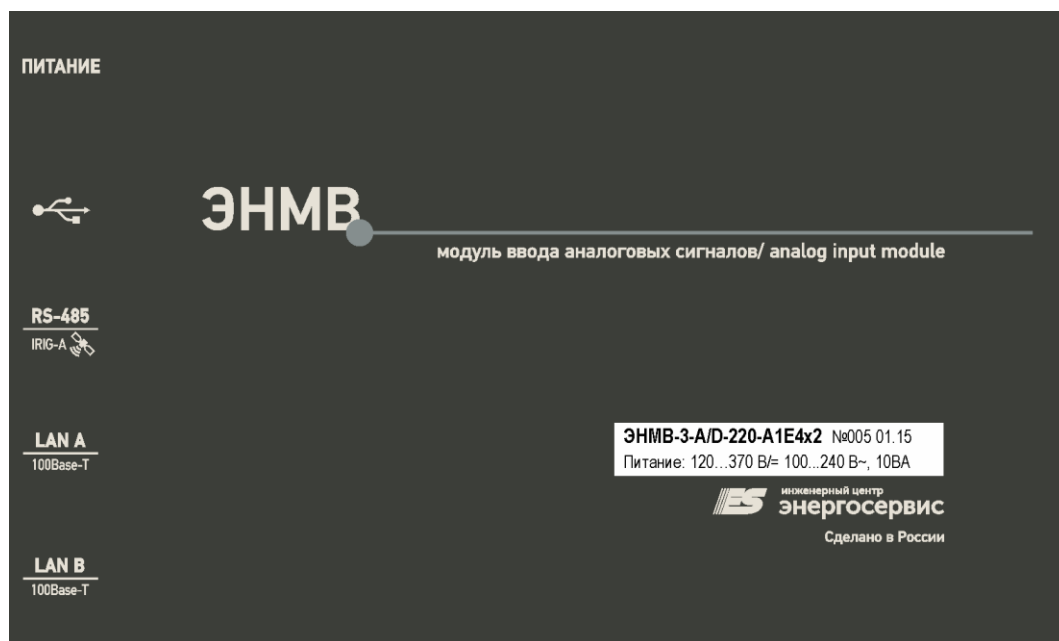 ПИТАНИЕ
ЭНМВ
модуль ввода аналоговых сигналов/ analog input module
RS-485
IRIG-A
LAN A
100Base-T
ЭНМВ-3-A/D-220-A1E4x2 №005 01.15
Питание: 120...370 В/= 100...240 В~, 10ВА
ES инженерный центр
энергосервис
Сделано в России
LAN B
100Base-T